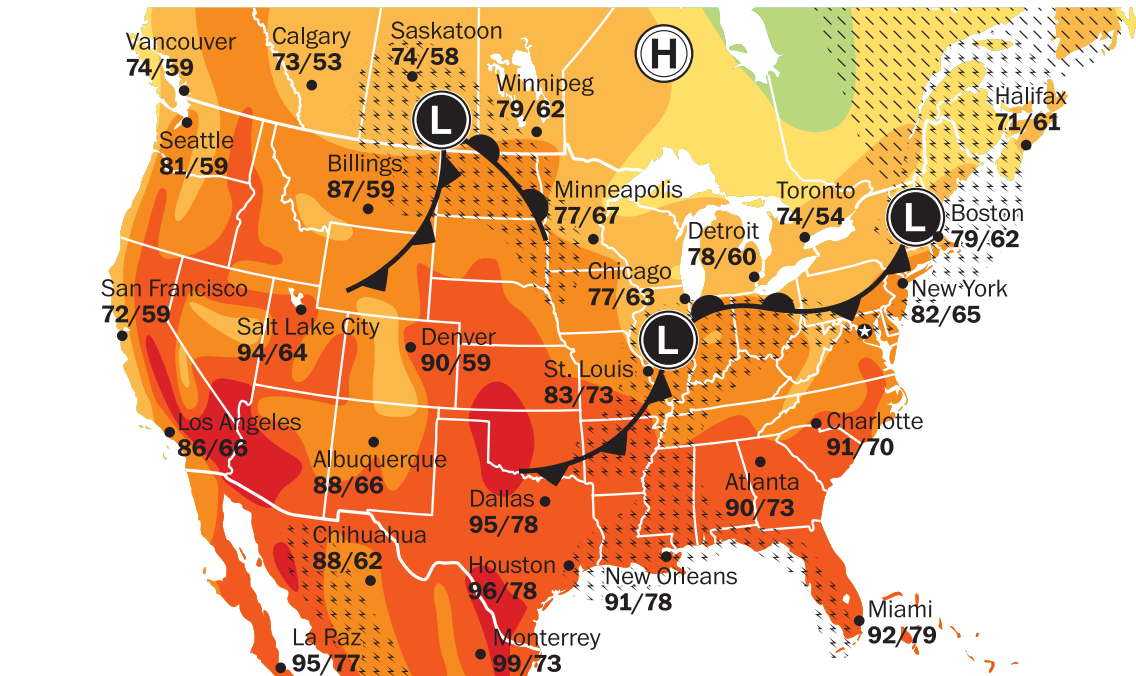 Vancouver
74/59
Calgary
73/53
Saskatoon
74/58
H
Winnipeg
79/62
Halifax
71/61
L
Seattle
81/59
Billings
87/59
Minneapolis
77/67
Toronto
74/54
L
Boston
79/62
Detroit
78/60
Chicago
77/63
San Francisco
72/59
New York
82/65
Salt Lake City
94/64
Denver
90/59
L
St. Louis
83/73
Los Angeles
86/66
Charlotte
91/70
Albuquerque
88/66
Atlanta
90/73
Dallas
95/78
Chihuahua
88/62
Houston
96/78
New Orleans
91/78
Miami
92/79
La Paz
95/77
Monterrey
99/73